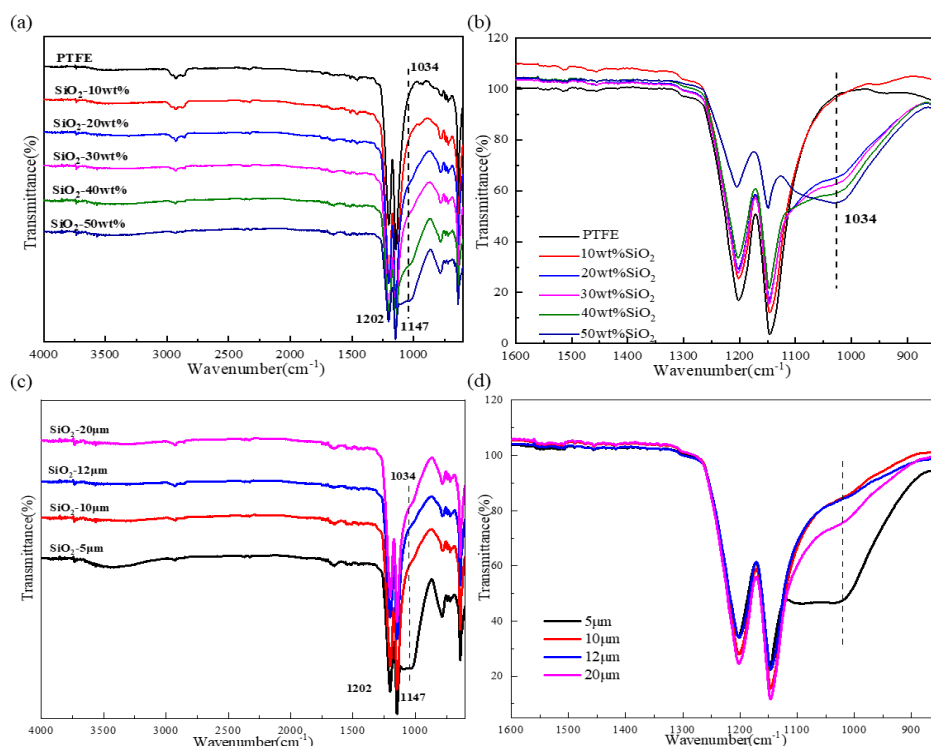 (a)
PTFE
1034
SiO2-10wt%
SiO2-20wt%
SiO2-30wt%
SiO2-40wt%
SiO2-50wt%
1202
1147
Transmittance(%)
4000 3500 3000 2500 2000 1500 1000
Wavenumber(cm-1)
(b)
120
100
80
60
40
20
0
Transmittance(%)
1034
PTFE
10wt%SiO2
20wt%SiO2
30wt%SiO2
40wt%SiO2
50wt%SiO2
1600 1500 1400 1300 1200 1100 1000 900
Wavenumber(cm-1)
(c)
SiO2-20μm
1034
SiO2-12μm
SiO2-10μm
SiO2-5μm
1202
1147
Transmittance(%)
4000 3500 3000 2500 2000 1500 1000
Wavenumber(cm-1)
(d)
120
100
80
60
40
20
Transmittance(%)
5μm
10μm
12μm
20μm
1600 1500 1400 1300 1200 1100 1000 900
Wavenumber(cm-1)